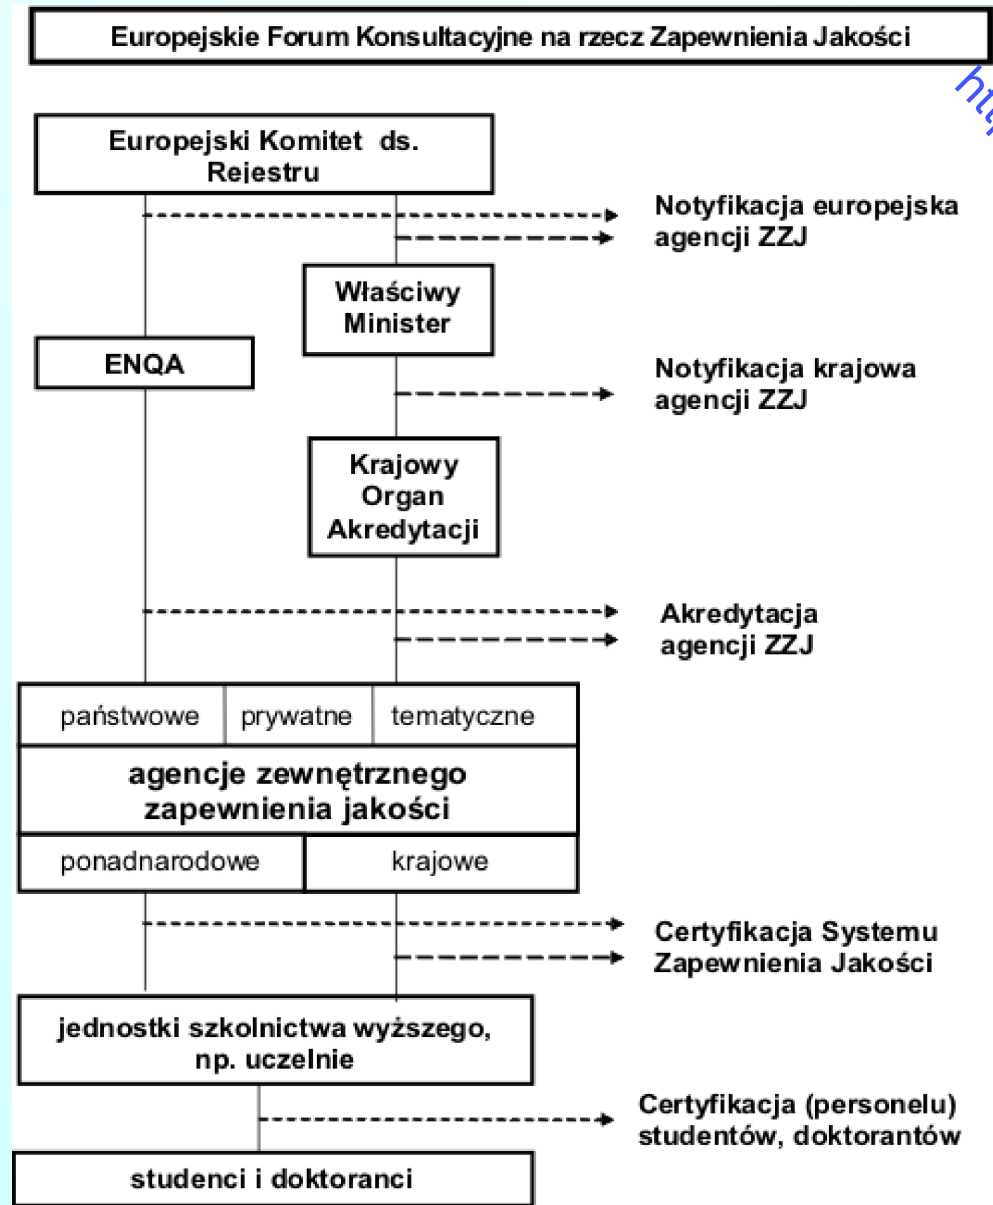 Europejskie Forum Konsultacyjne na rzecz Zapewnienia Jakości
Europejski Komitet ds.
Rejestru
Notyfikacja europejska
agencji ZZJ
Właściwy
Minister
ENQA
Notyfikacja krajowa
agencji ZZJ
Krajowy
Organ
Akredytacji
Akredytacja
agencji ZZJ
państwowe prywatne tematyczne
agencje zewnętrznego
zapewnienia jakości
ponadnarodowe krajowe
Certyfikacja Systemu
Zapewnienia Jakości
jednostki szkolnictwa wyższego,
np. uczelnie
Certyfikacja (personelu)
studentów, doktorantów
studenci i doktoranci